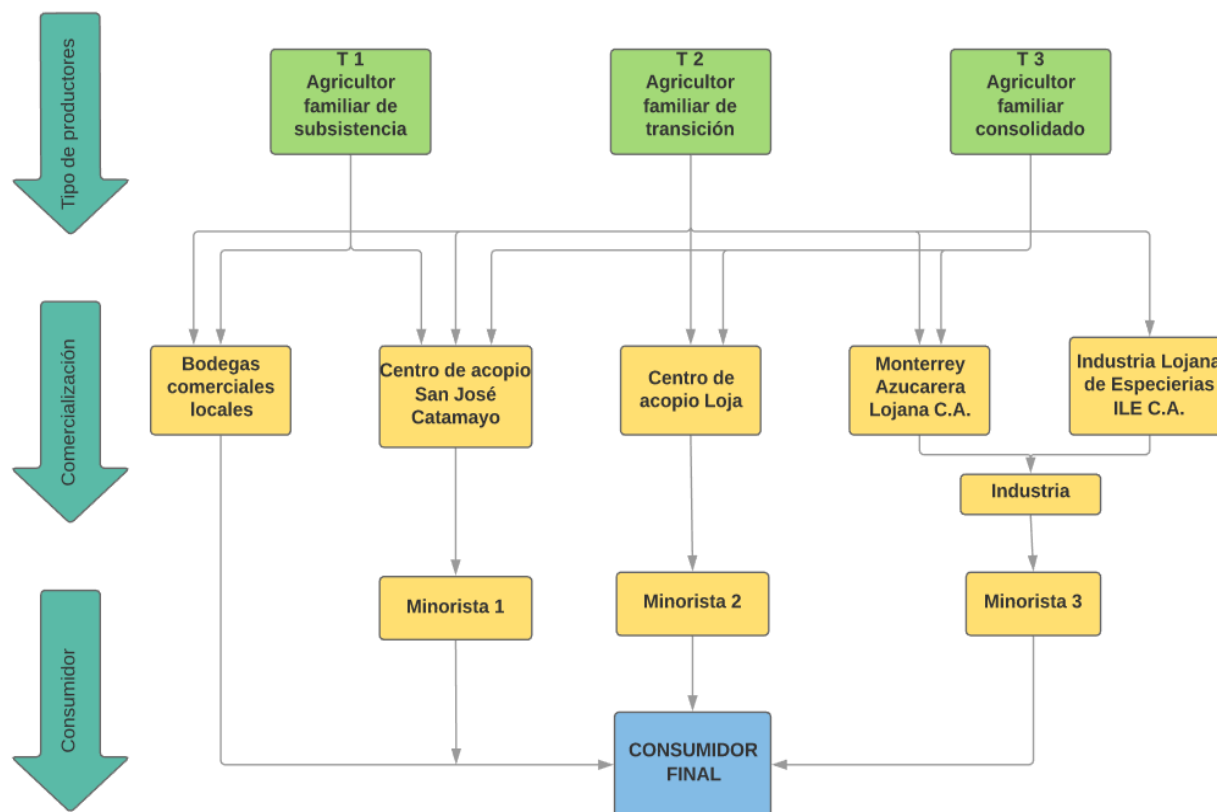 Tipo de productores
T 1
Agricultor
familiar de
subsistencia
T 2
Agricultor
familiar de
transición
T 3
Agricultor
familiar
consolidado
Comercialización
Bodegas
comerciales
locales
Centro de acopio
San José
Catamayo
Centro de
acopio Loja
Monterrey
Azucarera
Lojana C.A.
Industria Lojana
de Especierias
ILE C.A.
Industria
Minorista 1
Minorista 2
Minorista 3
Consumidor
CONSUMIDOR
FINAL